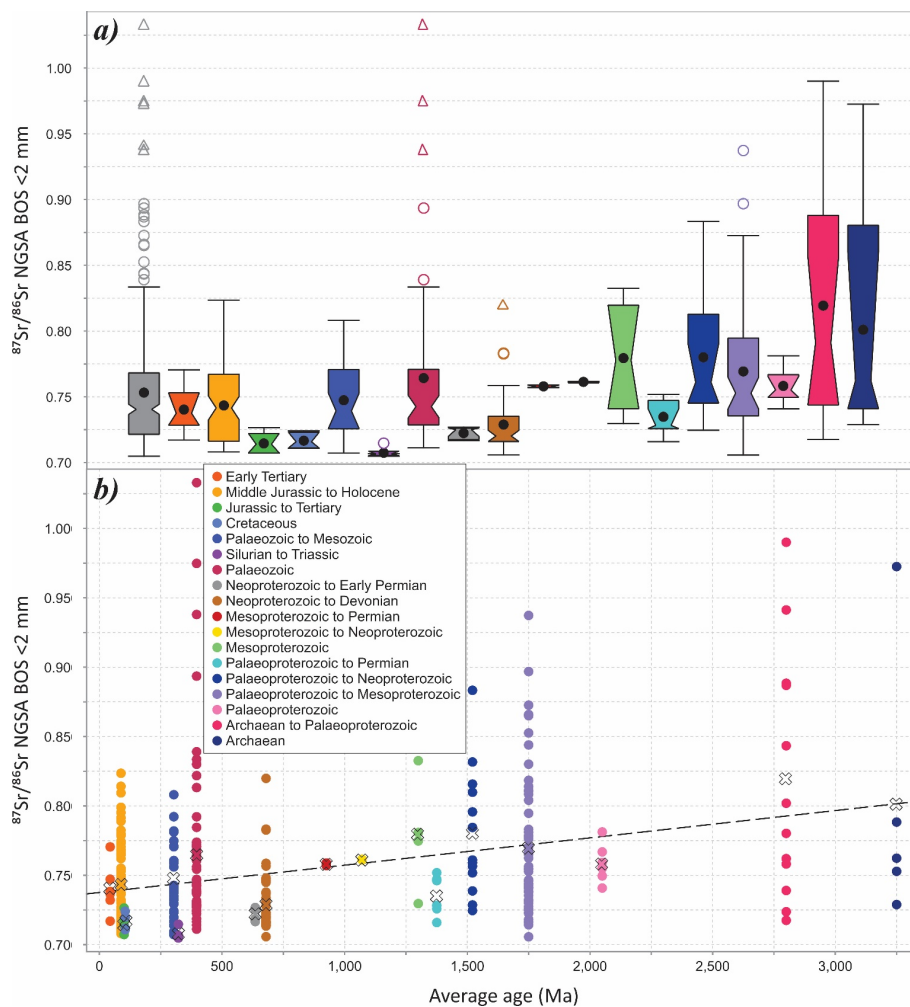 a)
1.00
0.95
0.90
0.85
0.80
0.75
0.70
⁸⁷Sr/⁸⁶Sr NGSA BOS <2 mm
b)
Early Tertiary
Middle Jurassic to Holocene
Jurassic to Tertiary
Cretaceous
Palaeozoic to Mesozoic
Silurian to Triassic
Palaeozoic
Neoproterozoic to Early Permian
Neoproterozoic to Devonian
Mesoproterozoic to Permian
Mesoproterozoic to Neoproterozoic
Mesoproterozoic
Palaeoproterozoic to Permian
Palaeoproterozoic to Neoproterozoic
Palaeoproterozoic to Mesoproterozoic
Palaeoproterozoic
Archaean to Palaeoproterozoic
Archaean
1.00
0.95
0.90
0.85
0.80
0.75
0.70
⁸⁷Sr/⁸⁶Sr NGSA BOS <2 mm
0 500 1,000 1,500 2,000 2,500 3,000
Average age (Ma)